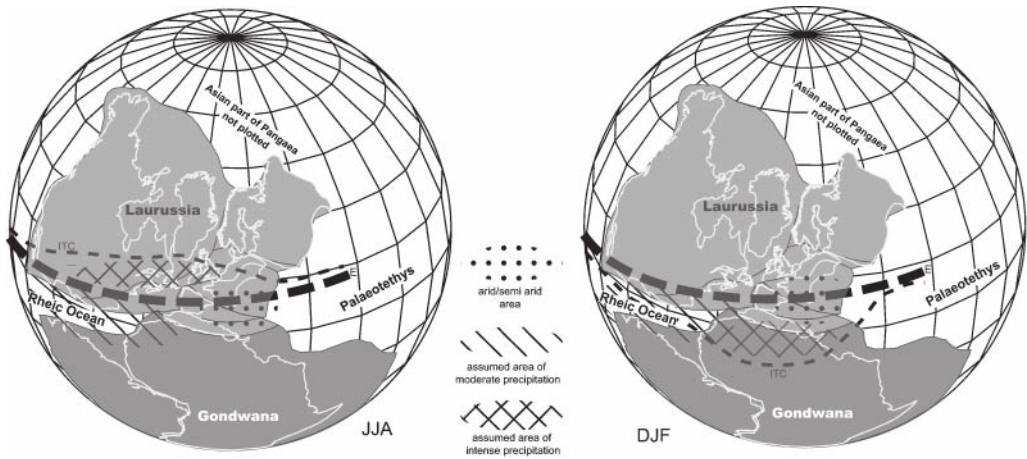 Asian part of Pangaea
not plotted
Laurussia
ITC
E
Palaeotethys
Rheic Ocean
Gondwana
JJA
arid/semi arid
area
assumed area of
moderate precipitation
assumed area of
intense precipitation
Asian part of Pangaea
not plotted
Laurussia
E
Palaeotethys
Rheic Ocean
ITC
Gondwana
DJF